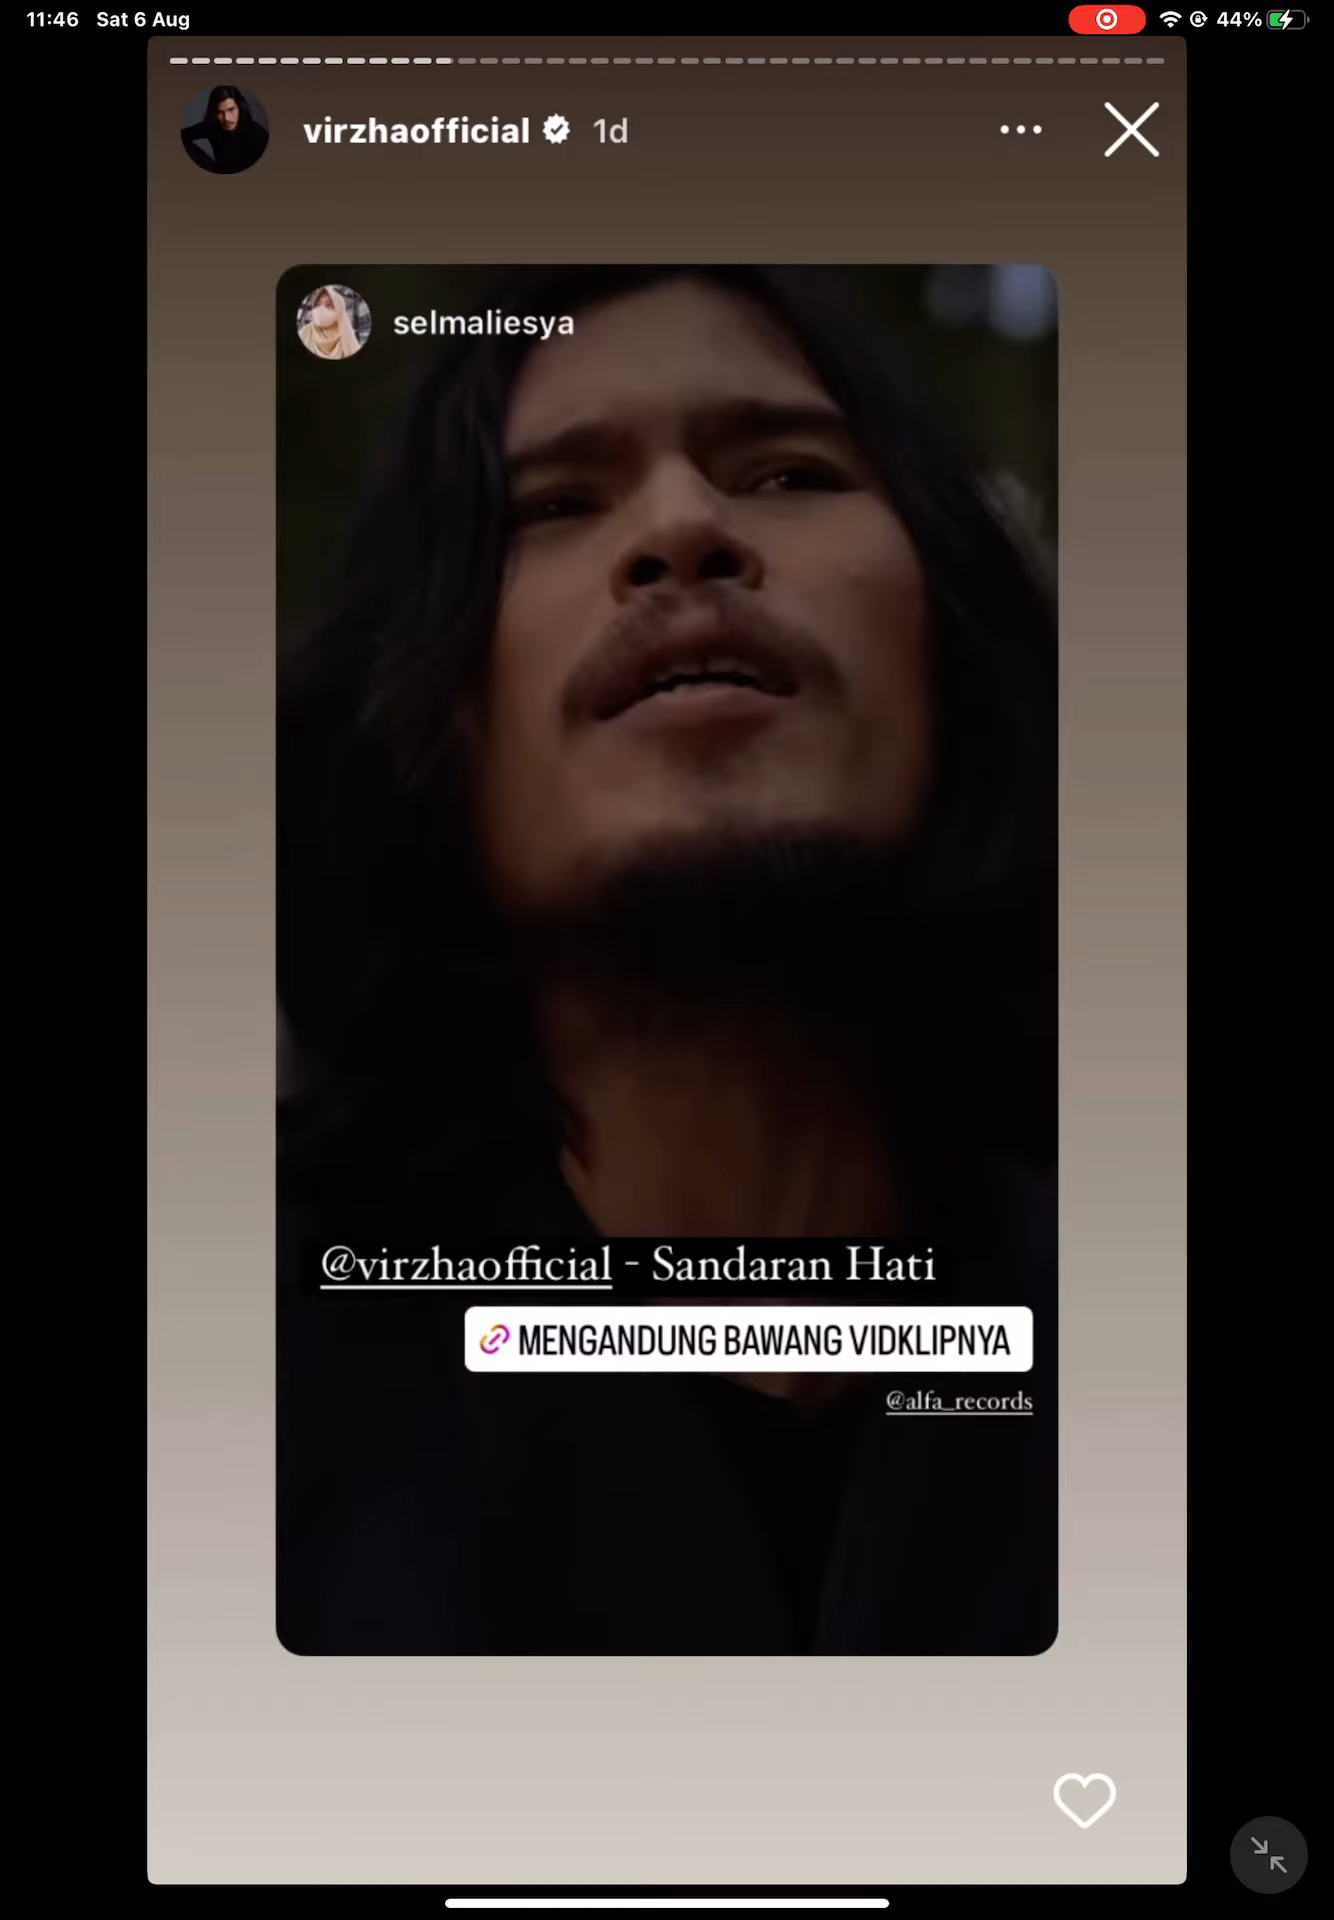 11:46 Sat 6 Aug
44%
virzhaofficial 1d
selmaliesya
@virzhaofficial - Sandaran Hati
MENGANDUNG BAWANG VIDKLIPNYA
@alfa_records